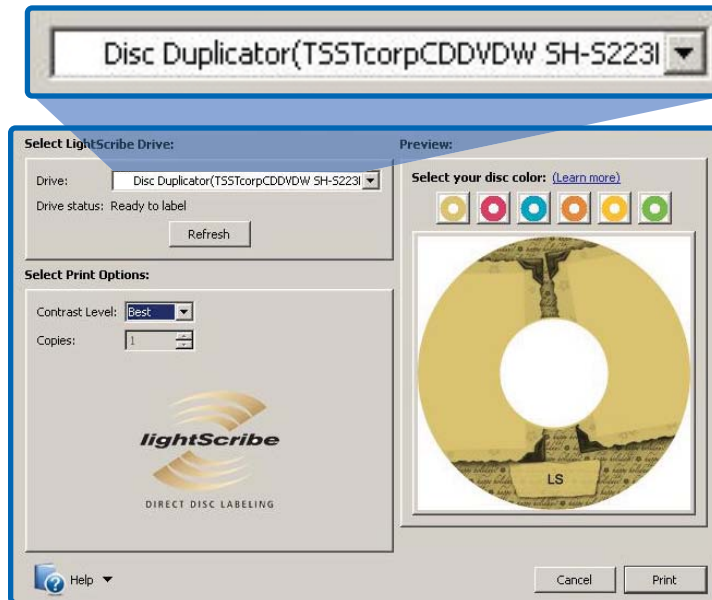 Disc Duplicator(TSSTcorpCDDVDW SH-S223I
Select LightScribe Drive:
Drive:
Disc Duplicator(TSSTcorpCDDVDW SH-S223I
Drive status: Ready to label
Refresh
Select Print Options:
Contrast Level: Best
Copies: 1
lightScribe
DIRECT DISC LABELING
Preview:
Select your disc color: (Learn more)
LS
Help
Cancel
Print